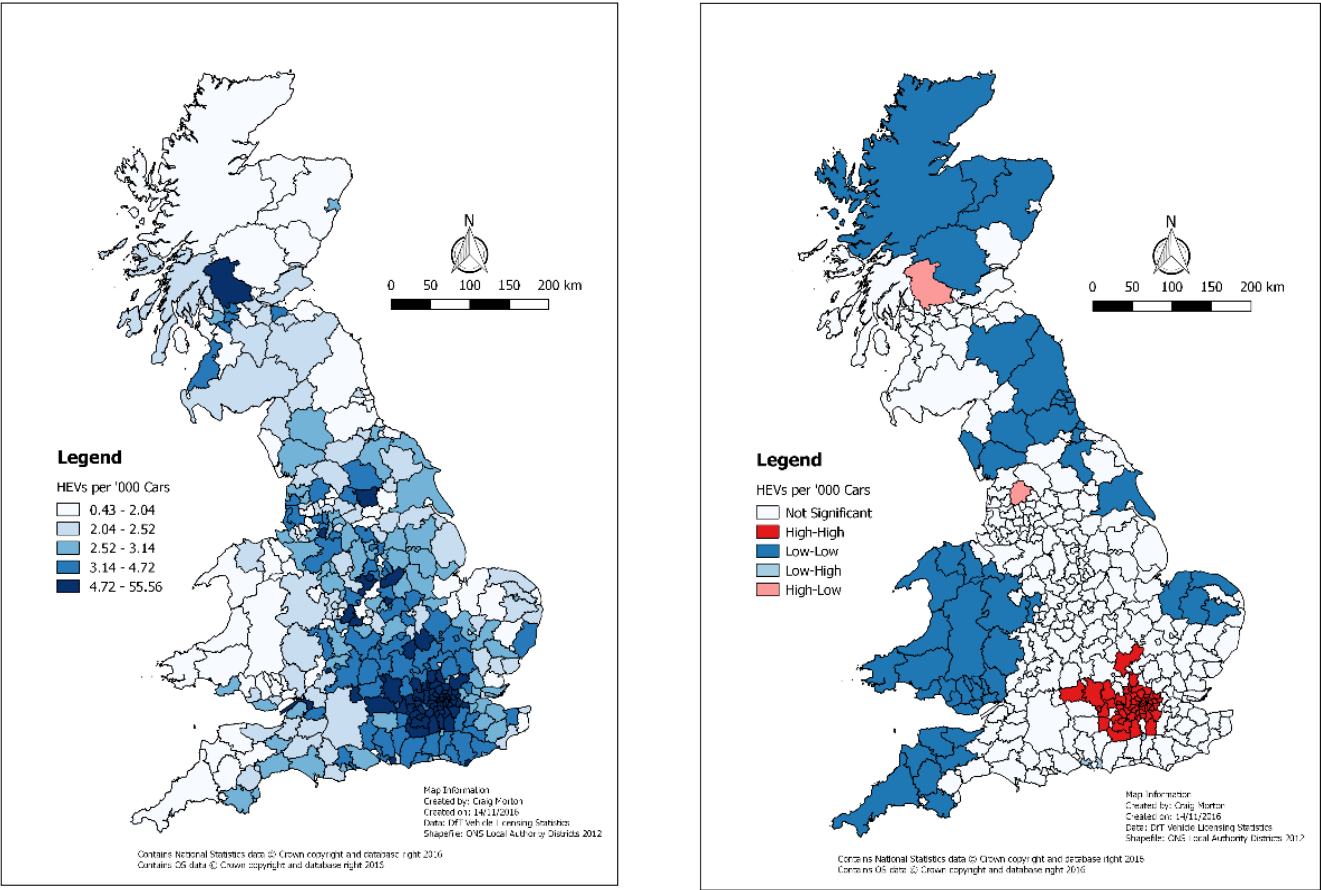 N
0 50 100 150 200 km
Legend
HEVs per '000 Cars
0.43 - 2.04
2.04 - 2.52
2.52 - 3.14
3.14 - 4.72
4.72 - 55.56
Map Information
Created by: Craig Morton
Created on: 14/11/2016
Data: DfT Vehicle Licensing Statistics
Shapefile: ONS Local Authority Districts 2012
Contains National Statistics data © Crown copyright and database right 2016
Contains OS data © Crown copyright and database right 2016
N
0 50 100 150 200 km
Legend
HEVs per '000 Cars
Not Significant
High-High
Low-Low
Low-High
High-Low
Map Information
Created by: Craig Morton
Created on: 14/11/2016
Data: DfT Vehicle Licensing Statistics
Shapefile: ONS Local Authority Districts 2012
Contains National Statistics data © Crown copyright and database right 2016
Contains OS data © Crown copyright and database right 2016